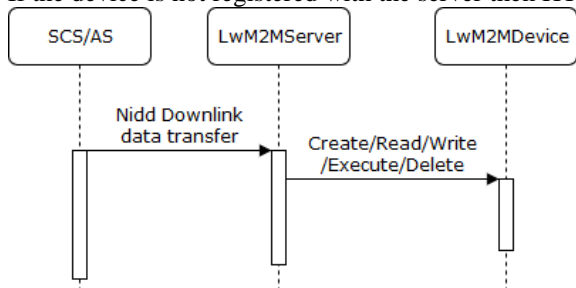 If the device is not registered with the server then
SCS/AS
LwM2MServer
LwM2MDevice
Nidd Downlink
data transfer
Create/Read/Write
/Execute/Delete